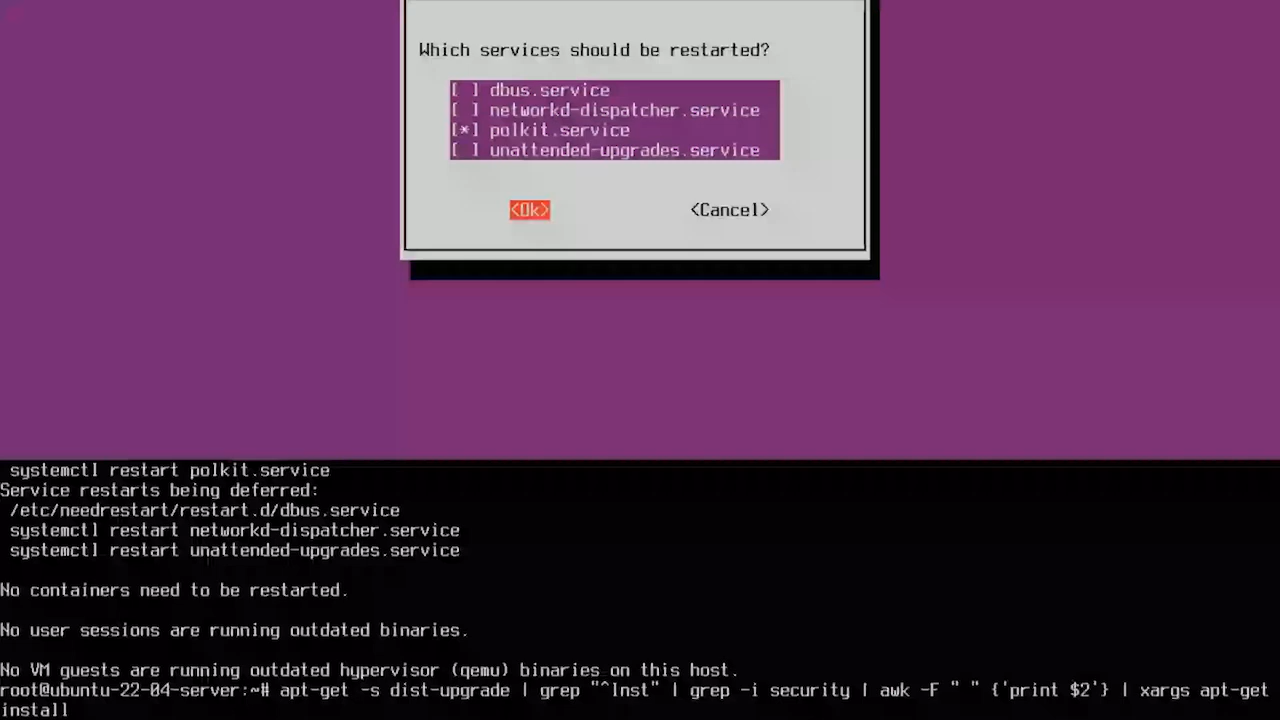 Which services should be restarted?
[ ] dbus.service
[ ] networkd-dispatcher.service
[*] polkit.service
[ ] unattended-upgrades.service
<Ok> <Cancel>
systemctl restart polkit.service
Service restarts being deferred:
/etc/needrestart/restart.d/dbus.service
systemctl restart networkd-dispatcher.service
systemctl restart unattended-upgrades.service
No containers need to be restarted.
No user sessions are running outdated binaries.
No VM guests are running outdated hypervisor (qemu) binaries on this host.
root@ubuntu-22-04-server:~# apt-get -s dist-upgrade | grep "^Inst" | grep -i security | awk -F " " {'print $2'} | xargs apt-get
install